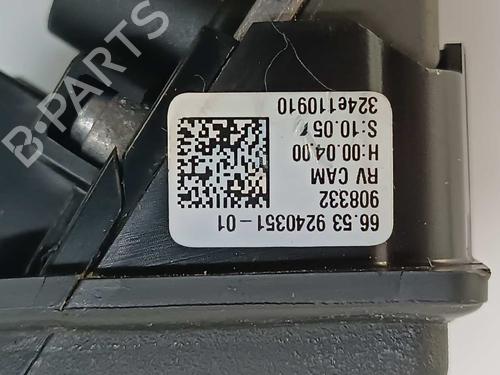 66.53 9240351-01
908332
RV CAM
H:00.04.00
S:10.05
324e110910
B-PARTS